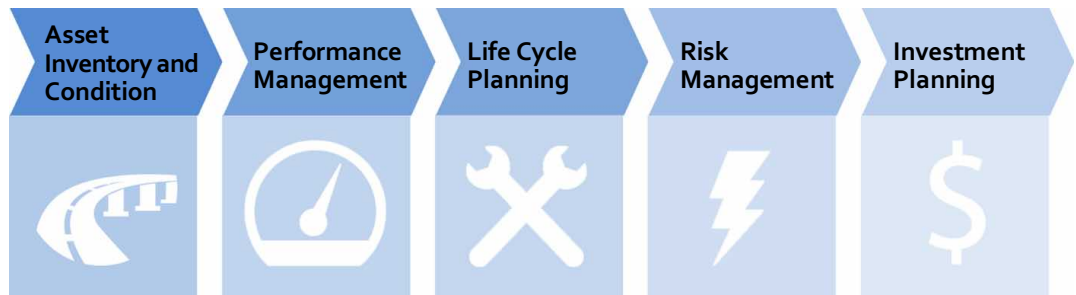 Asset
Inventory and
Condition
Performance
Management
Life Cycle
Planning
Risk
Management
Investment
Planning
$